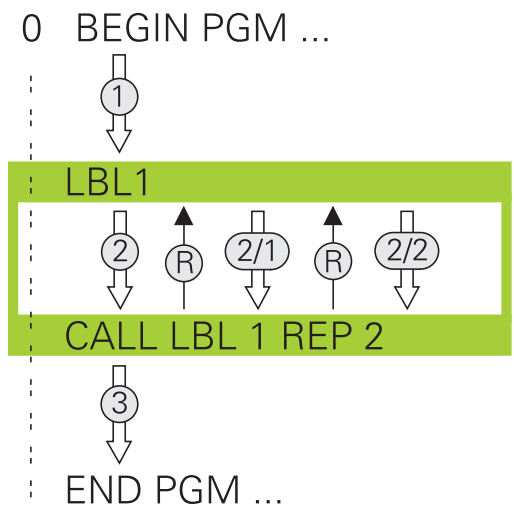 0 BEGIN PGM ...
1
LBL1
2 R 2/1 R 2/2
CALL LBL 1 REP 2
3
END PGM ...